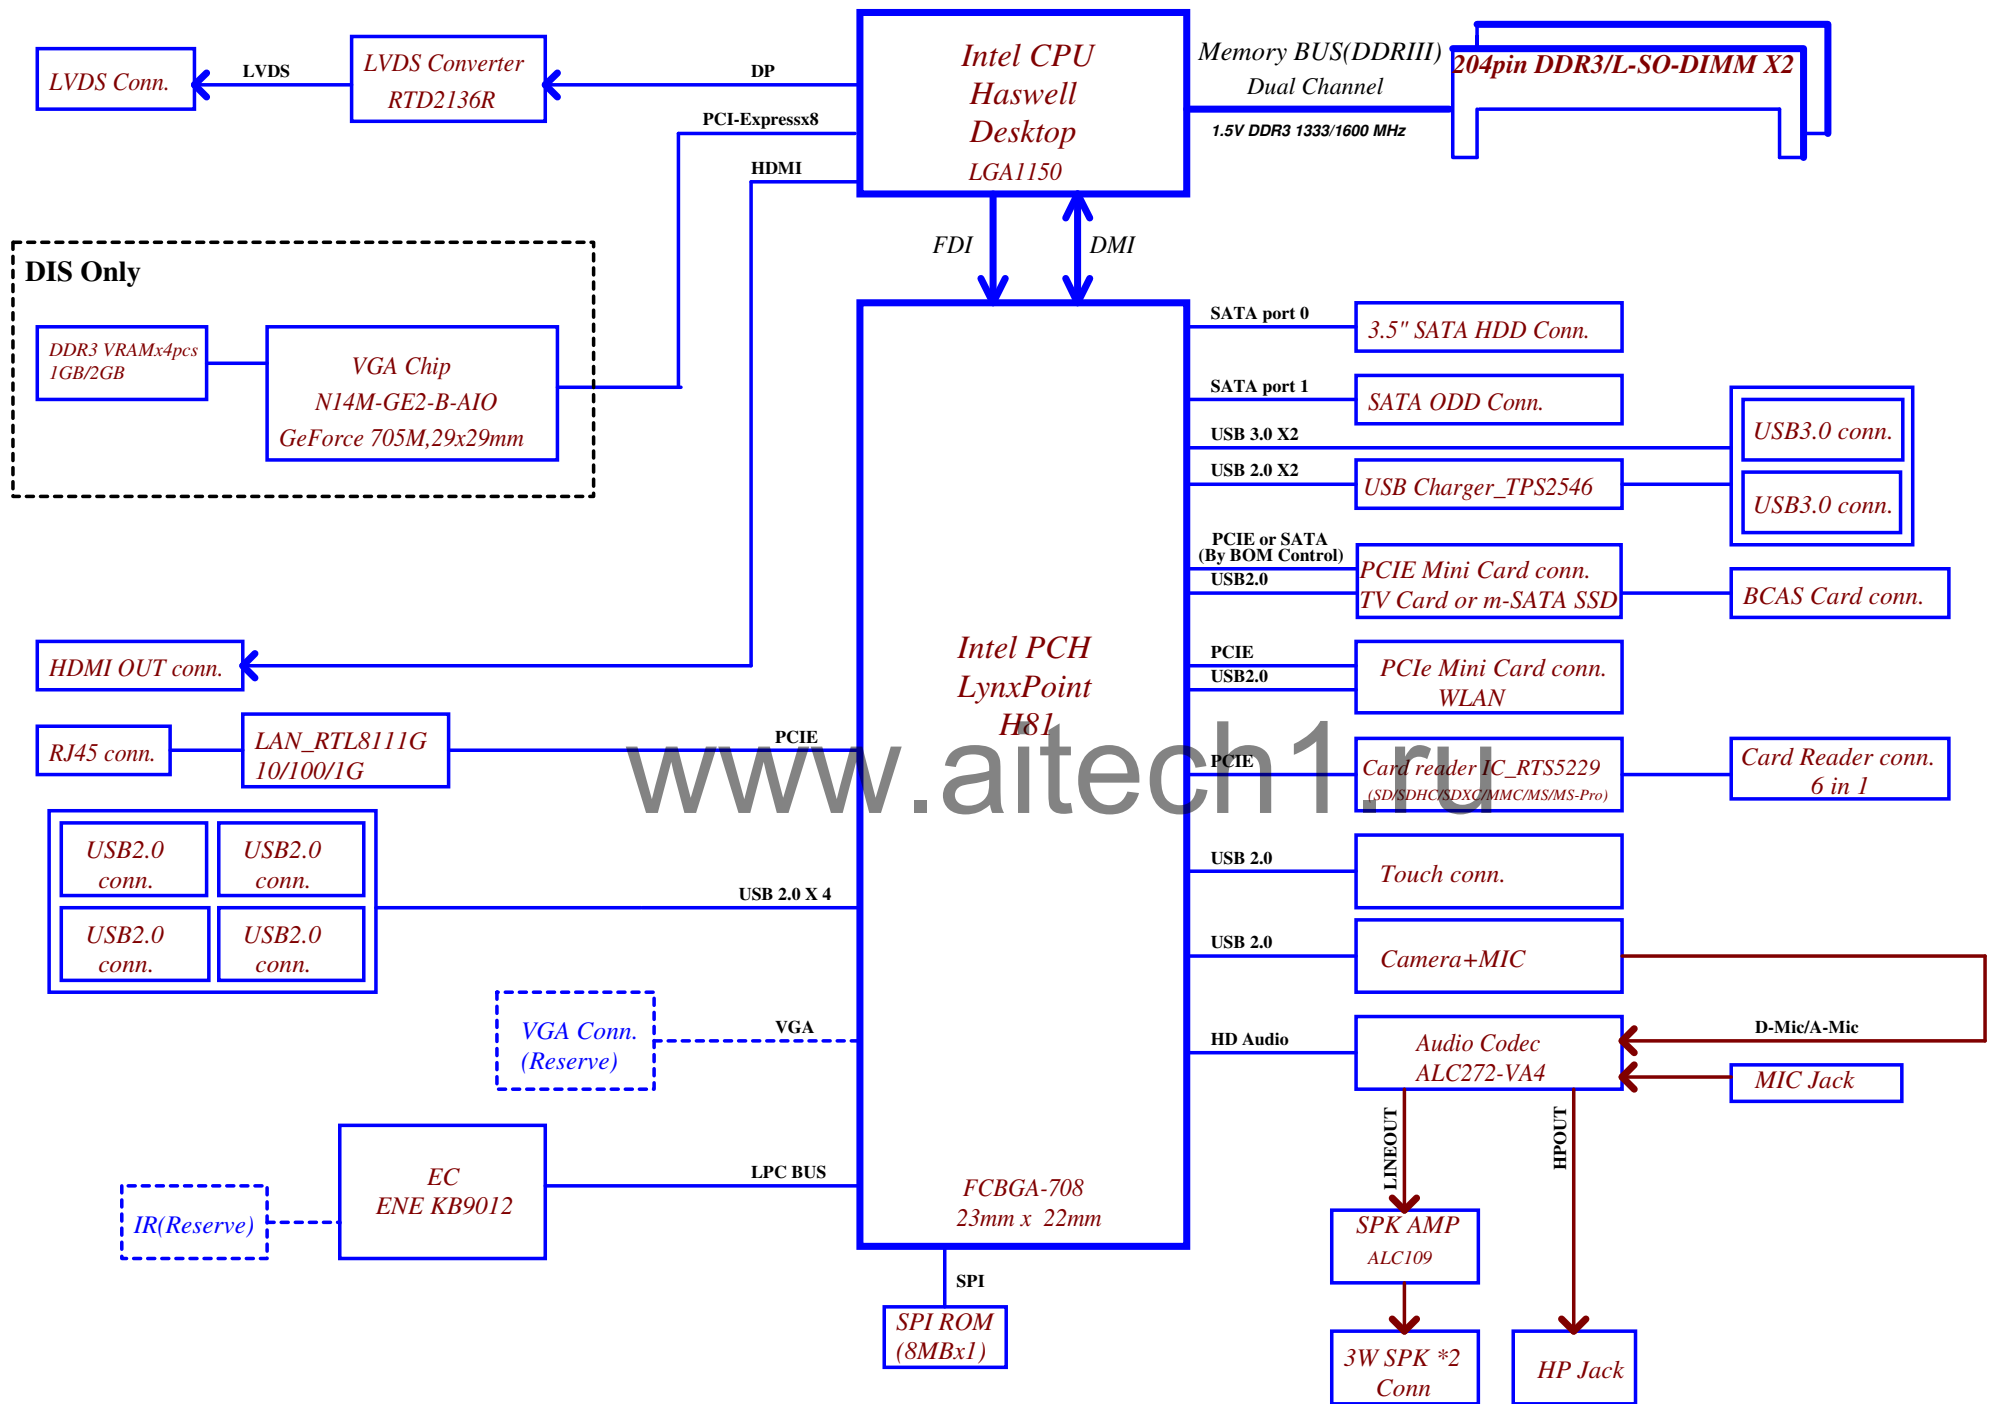 LVDS Conn.
LVDS
LVDS Converter
RTD2136R
DP
PCI-Expressx8
HDMI
Intel CPU
Haswell
Desktop
LGA1150
Memory BUS(DDRIII)
Dual Channel
1.5V DDR3 1333/1600 MHz
204pin DDR3/L-SO-DIMM X2
FDI
DMI
DIS Only
DDR3 VRAMx4pcs
1GB/2GB
VGA Chip
N14M-GE2-B-AIO
GeForce 705M,29x29mm
SATA port 0
3.5" SATA HDD Conn.
SATA port 1
SATA ODD Conn.
USB 3.0 X2
USB 2.0 X2
USB Charger_TPS2546
USB3.0 conn.
USB3.0 conn.
PCIE or SATA
(By BOM Control)
USB2.0
PCIE Mini Card conn.
TV Card or m-SATA SSD
BCAS Card conn.
HDMI OUT conn.
Intel PCH
LynxPoint
H81
PCIE
USB2.0
PCIe Mini Card conn.
WLAN
RJ45 conn.
LAN_RTL8111G
10/100/1G
PCIE
www.aitech1.ru
PCIE
Card reader IC_RTS5229
(SD/SDHC/SDXC/MMC/MS/MS-Pro)
Card Reader conn.
6 in 1
USB2.0
conn.
USB2.0
conn.
USB2.0
conn.
USB2.0
conn.
USB 2.0 X 4
USB 2.0
Touch conn.
USB 2.0
Camera+MIC
VGA Conn.
(Reserve)
VGA
HD Audio
Audio Codec
ALC272-VA4
D-Mic/A-Mic
MIC Jack
LINEOUT
HPOUT
IR(Reserve)
EC
ENE KB9012
LPC BUS
FCBGA-708
23mm x 22mm
SPK AMP
ALC109
SPI
SPI ROM
(8MBx1)
3W SPK *2
Conn
HP Jack